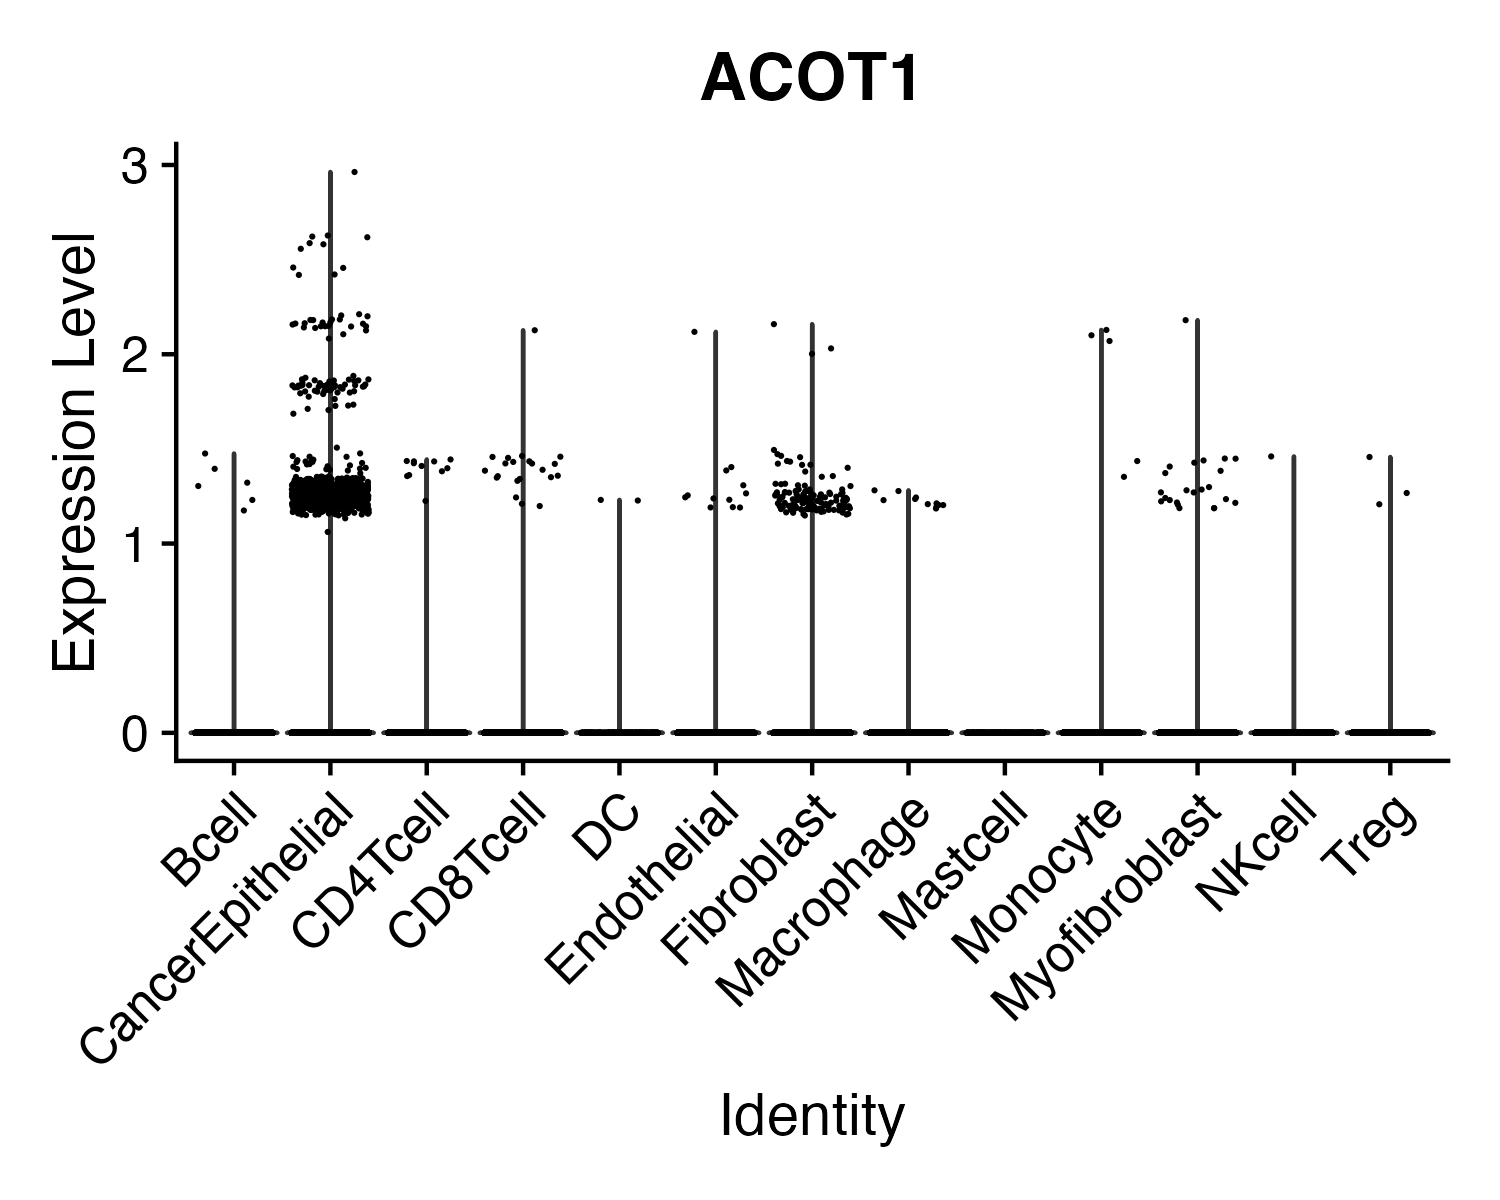 ACOT1
Expression Level
3
2
1
0
Bcell
CancerEpithelial
CD4Tcell
CD8Tcell
DC
Endothelial
Fibroblast
Macrophage
Mastcell
Monocyte
Myofibroblast
NKcell
Treg
Identity